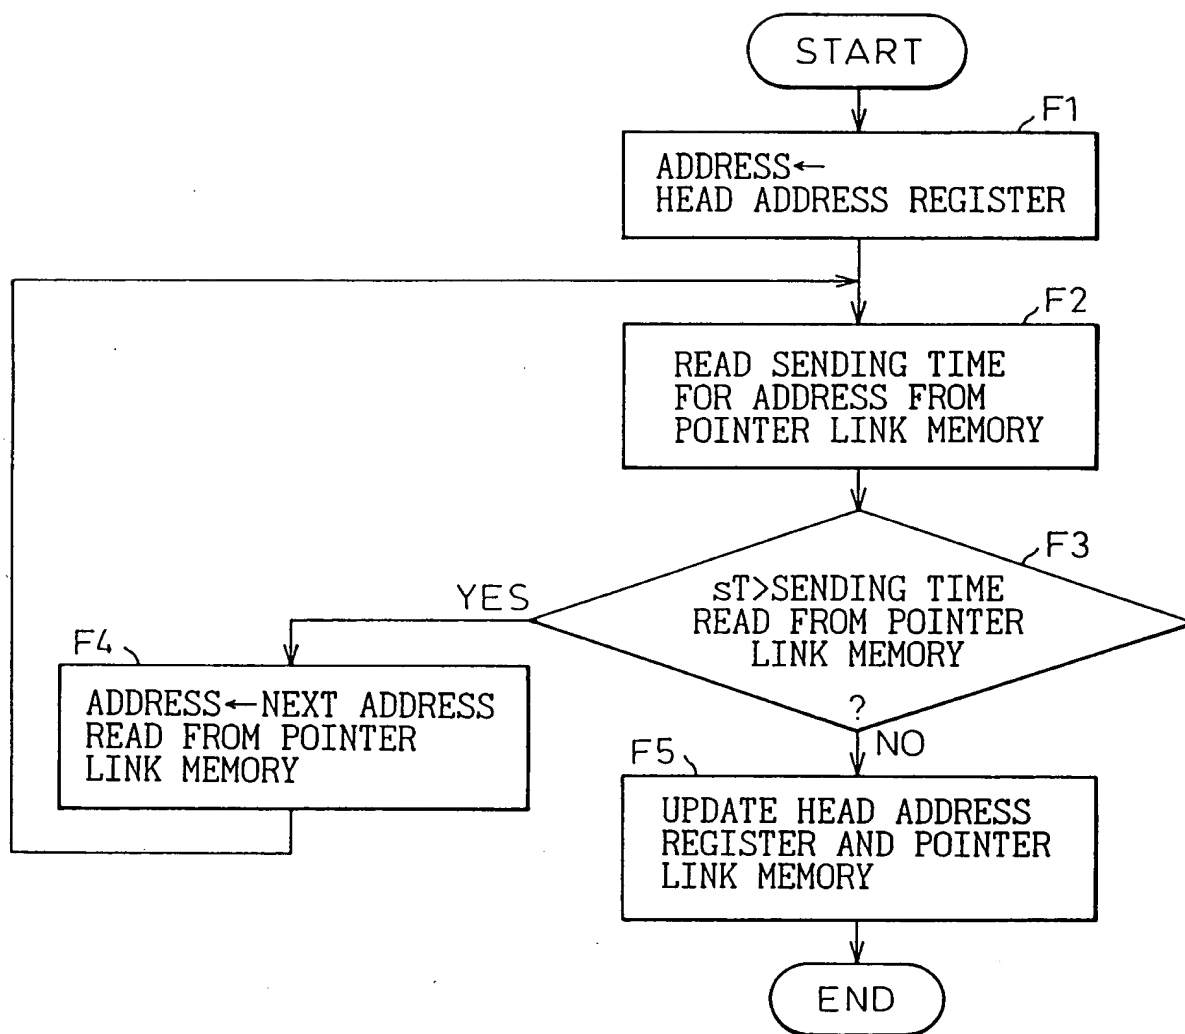 START
F1
ADDRESS←
HEAD ADDRESS REGISTER
F2
READ SENDING TIME
FOR ADDRESS FROM
POINTER LINK MEMORY
F3
sT>SENDING TIME
READ FROM POINTER
LINK MEMORY
?
YES
NO
F4
ADDRESS←NEXT ADDRESS
READ FROM POINTER
LINK MEMORY
F5
UPDATE HEAD ADDRESS
REGISTER AND POINTER
LINK MEMORY
END